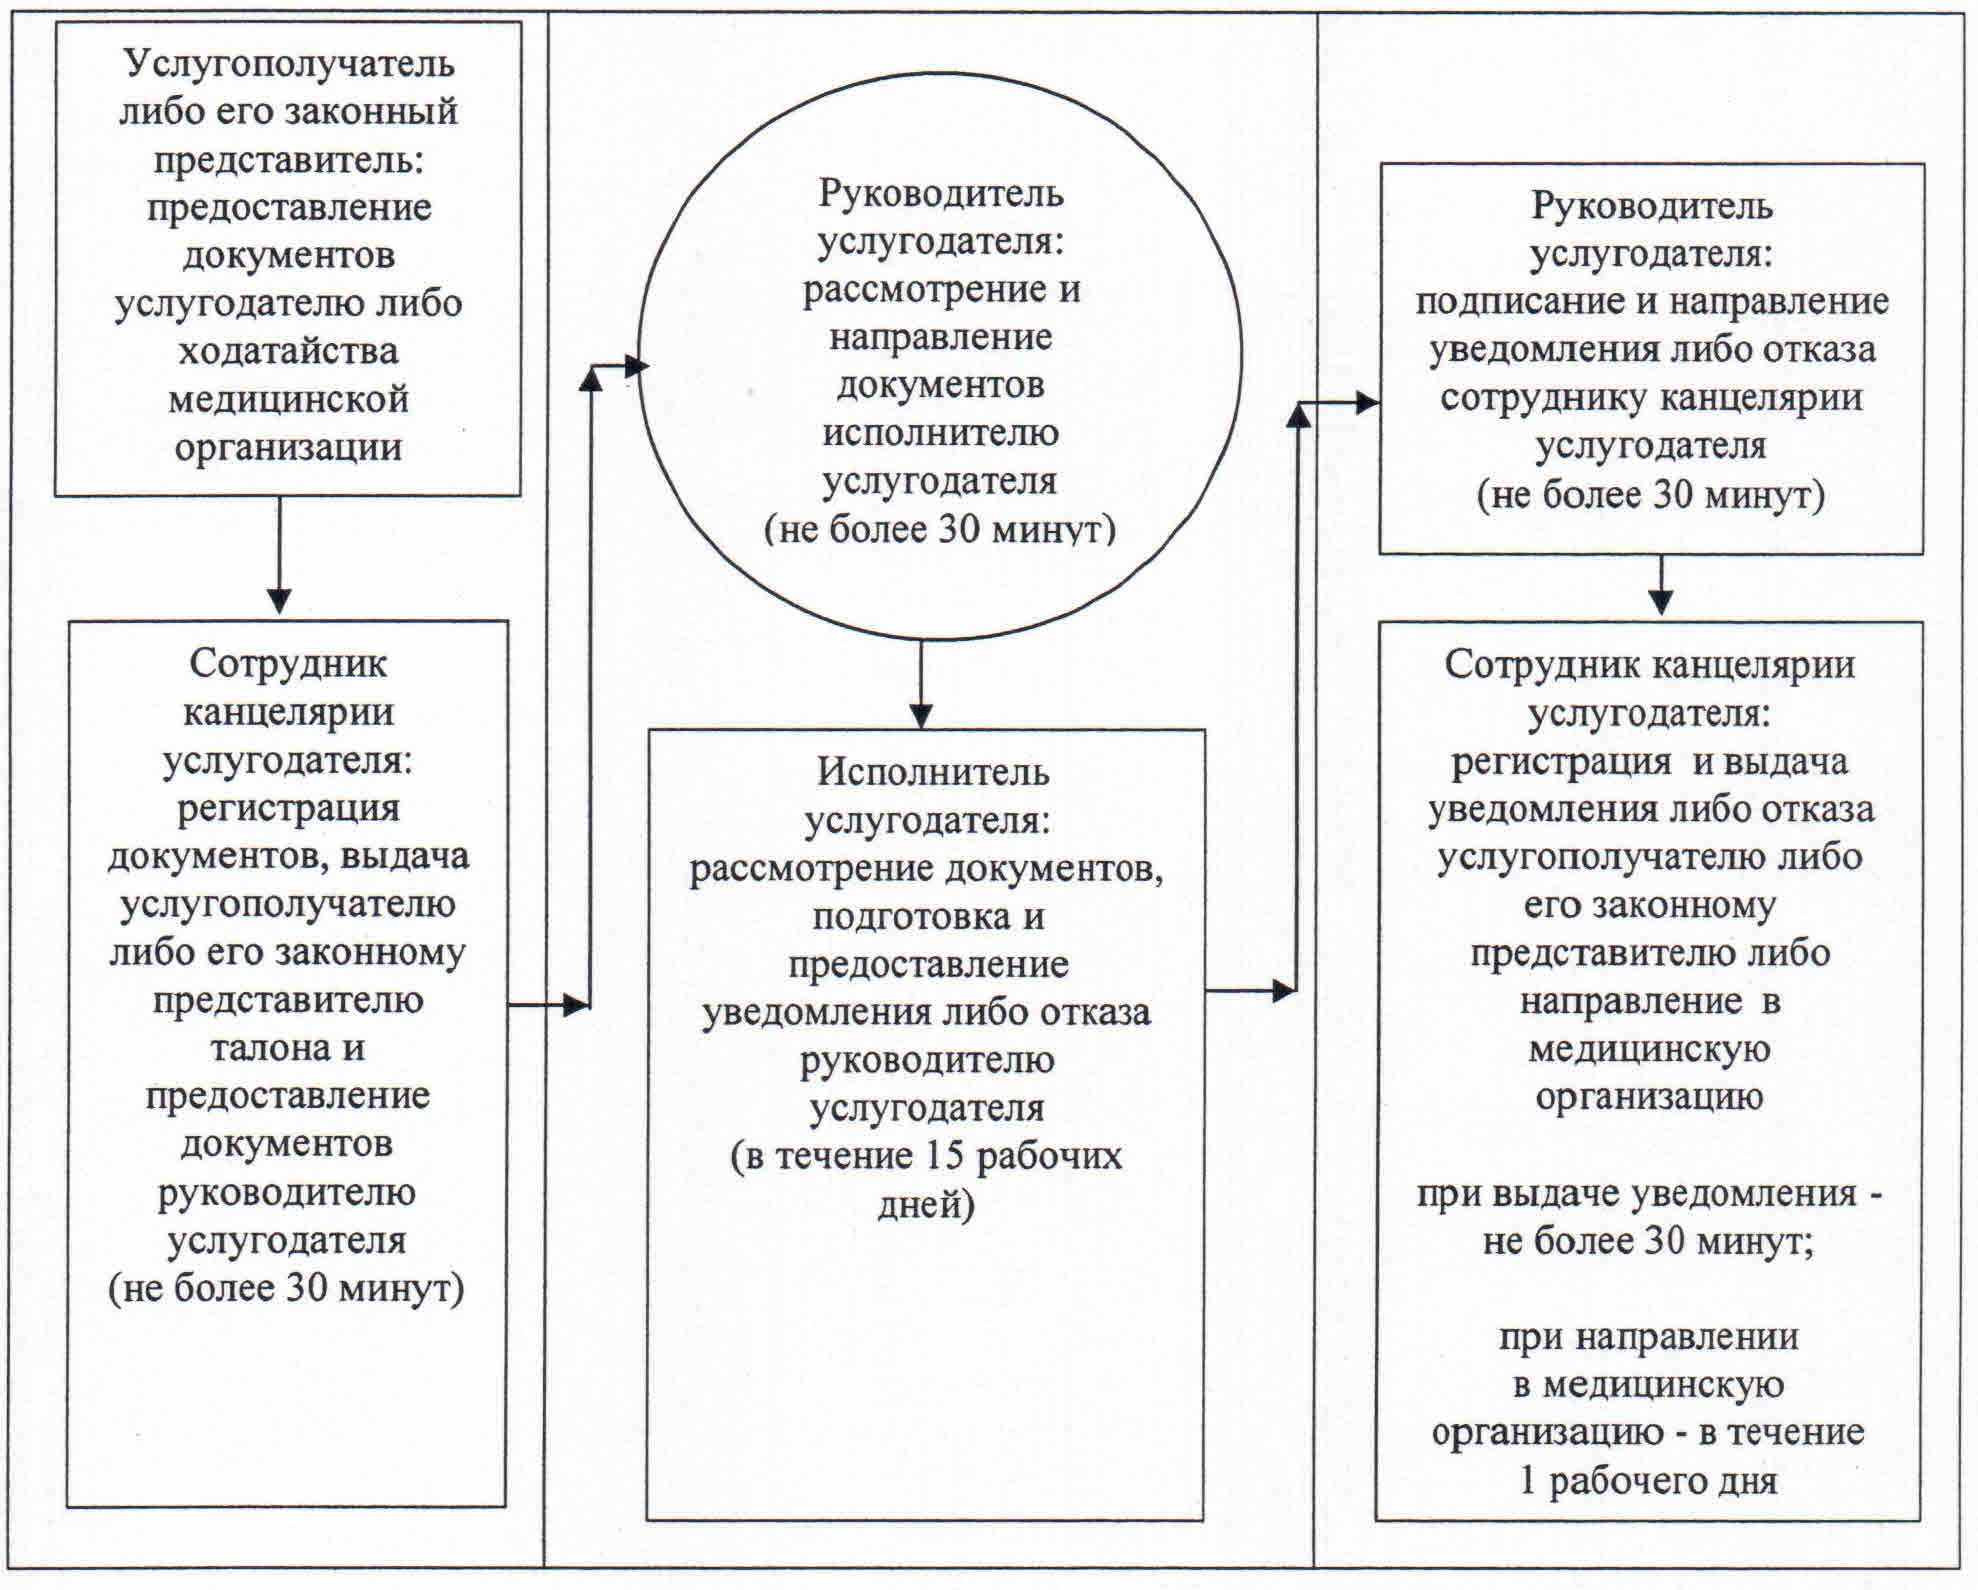 Услугополучатель
либо его законный
представитель:
предоставление
документов
услугодателю либо
ходатайства
медицинской
организации
Сотрудник
канцелярии
услугодателя:
регистрация
документов, выдача
услугополучателю
либо его законному
представителю
талона и
предоставление
документов
руководителю
услугодателя
(не более 30 минут)
Руководитель
услугодателя:
рассмотрение и
направление
документов
исполнителю
услугодателя
(не более 30 минут)
Исполнитель
услугодателя:
рассмотрение документов,
подготовка и
предоставление
уведомления либо отказа
руководителю
услугодателя
(в течение 15 рабочих
дней)
Руководитель
услугодателя:
подписание и направление
уведомления либо отказа
сотруднику канцелярии
услугодателя
(не более 30 минут)
Сотрудник канцелярии
услугодателя:
регистрация и выдача
уведомления либо отказа
услугополучателю либо
его законному
представителю либо
направление в
медицинскую
организацию
при выдаче уведомления -
не более 30 минут;
при направлении
в медицинскую
организацию - в течение
1 рабочего дня